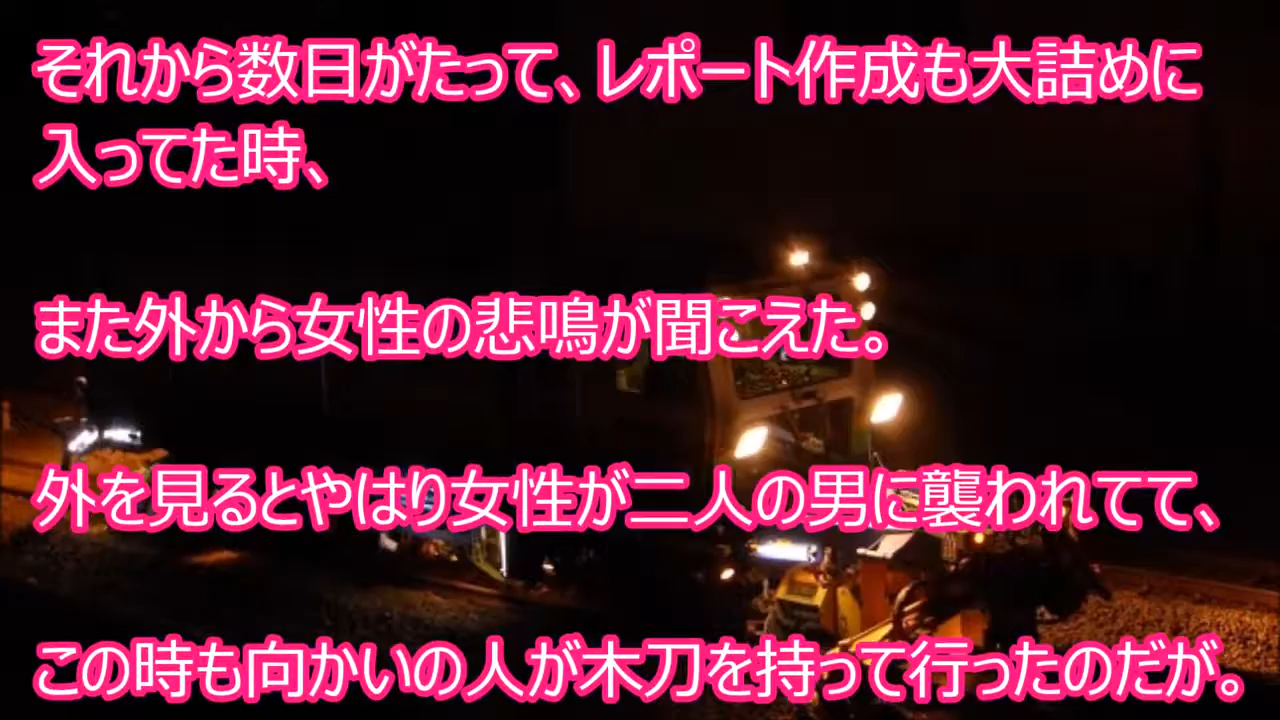 それから数日がたって、レポート作成も大詰めに
入ってた時、
また外から女性の悲鳴が聞こえた。
外を見るとやはり女性が二人の男に襲われてて、
この時も向かいの人が木刀を持って行ったのだが。